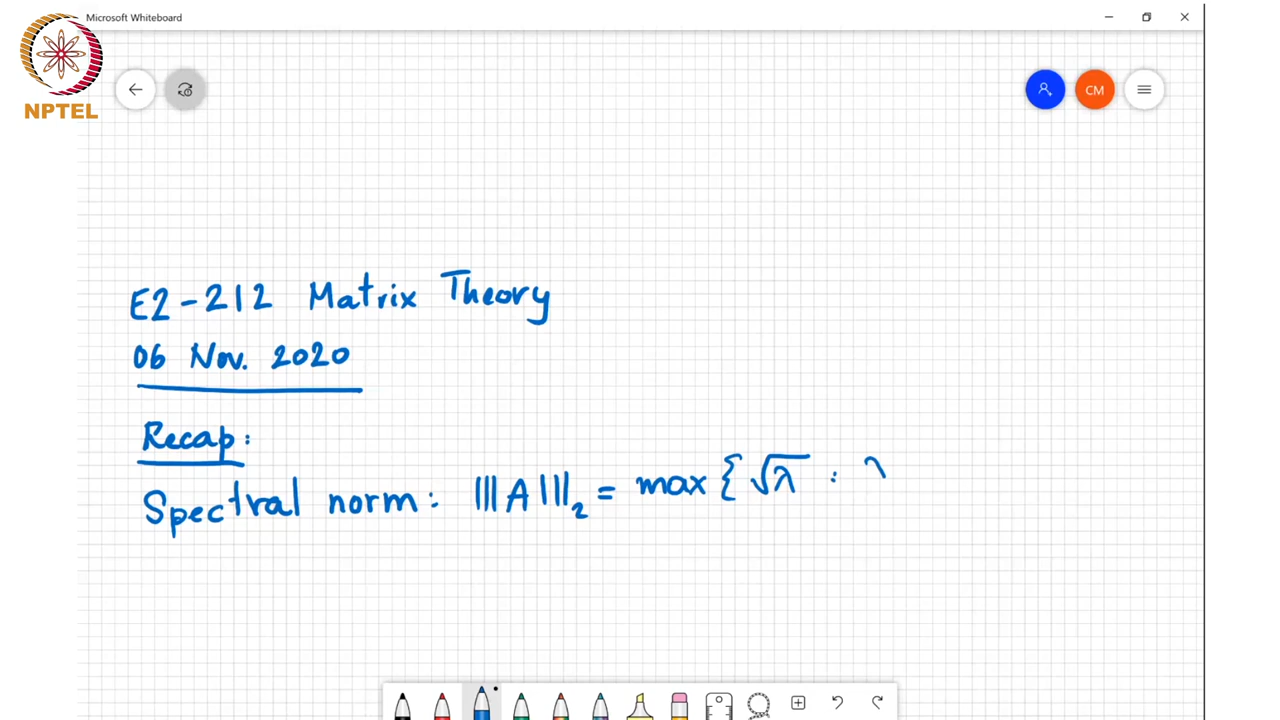 Microsoft Whiteboard
NPTEL
CM
E2-212 Matrix Theory
06 Nov. 2020
Recap:
Spectral norm: |||A|||₂ = max { √λ :